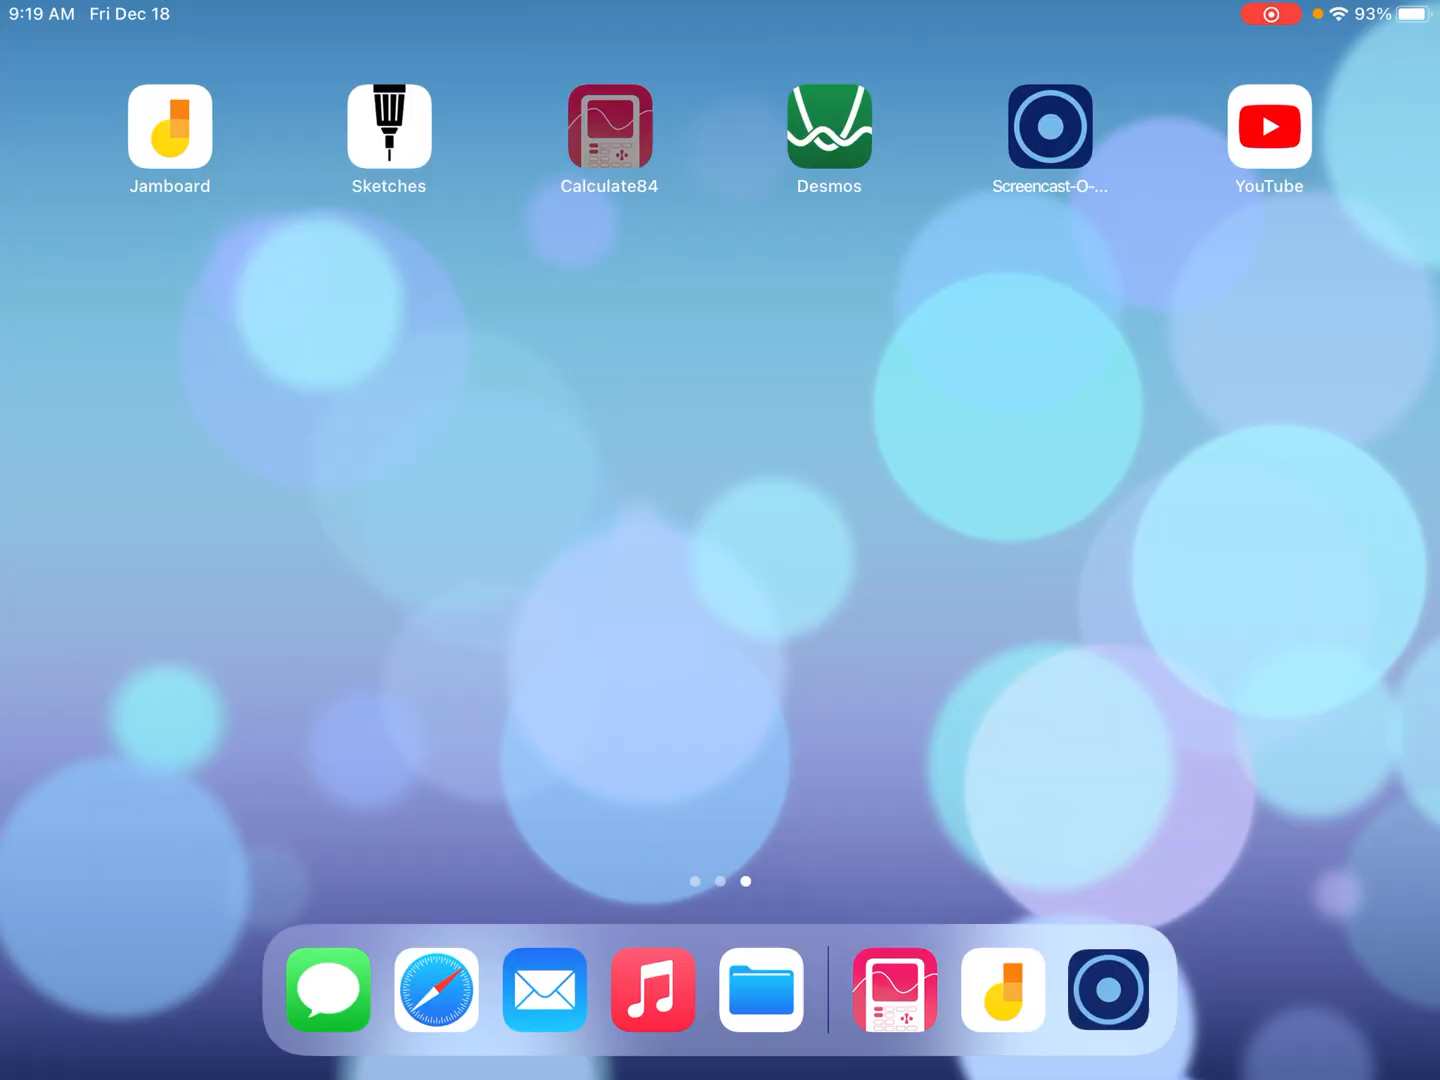 9:19 AM Fri Dec 18
93%
Jamboard
Sketches
Calculate84
Desmos
Screencast-O-...
YouTube